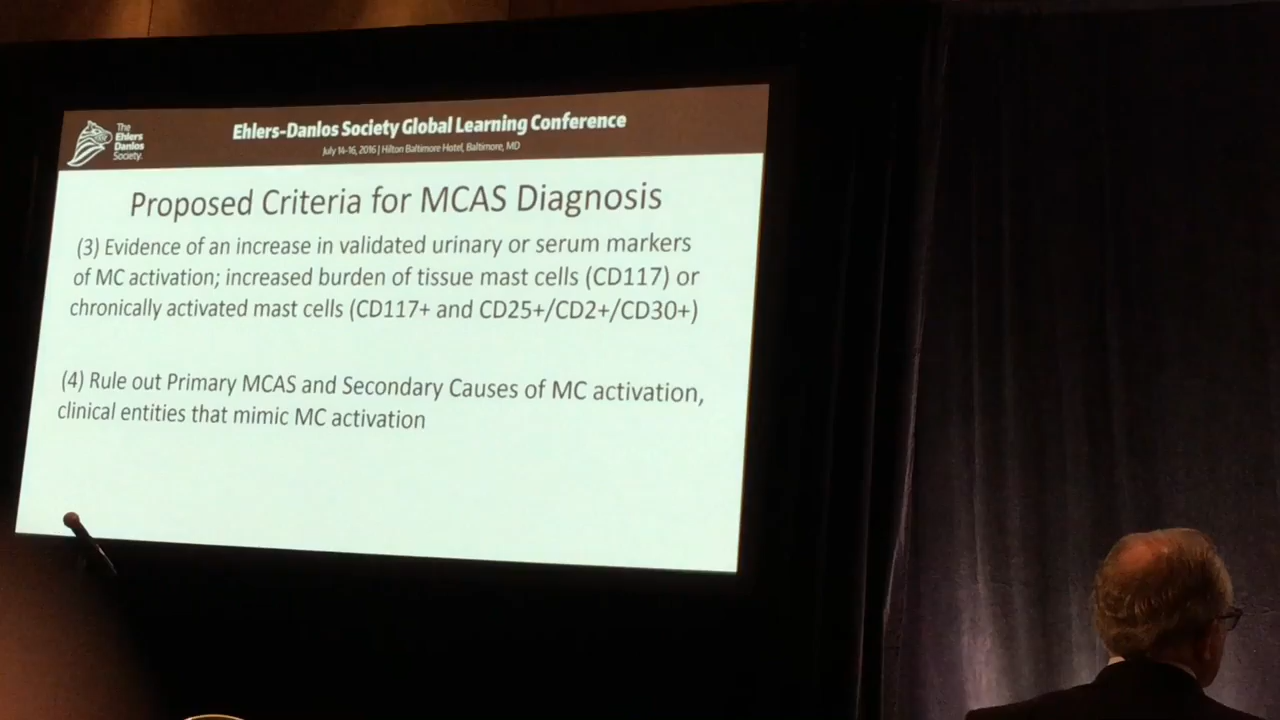 The
Ehlers
Danlos
Society.
Ehlers-Danlos Society Global Learning Conference
July 14-16, 2016 | Hilton Baltimore Hotel, Baltimore, MD
Proposed Criteria for MCAS Diagnosis
(3) Evidence of an increase in validated urinary or serum markers
of MC activation; increased burden of tissue mast cells (CD117) or
chronically activated mast cells (CD117+ and CD25+/CD2+/CD30+)
(4) Rule out Primary MCAS and Secondary Causes of MC activation,
clinical entities that mimic MC activation